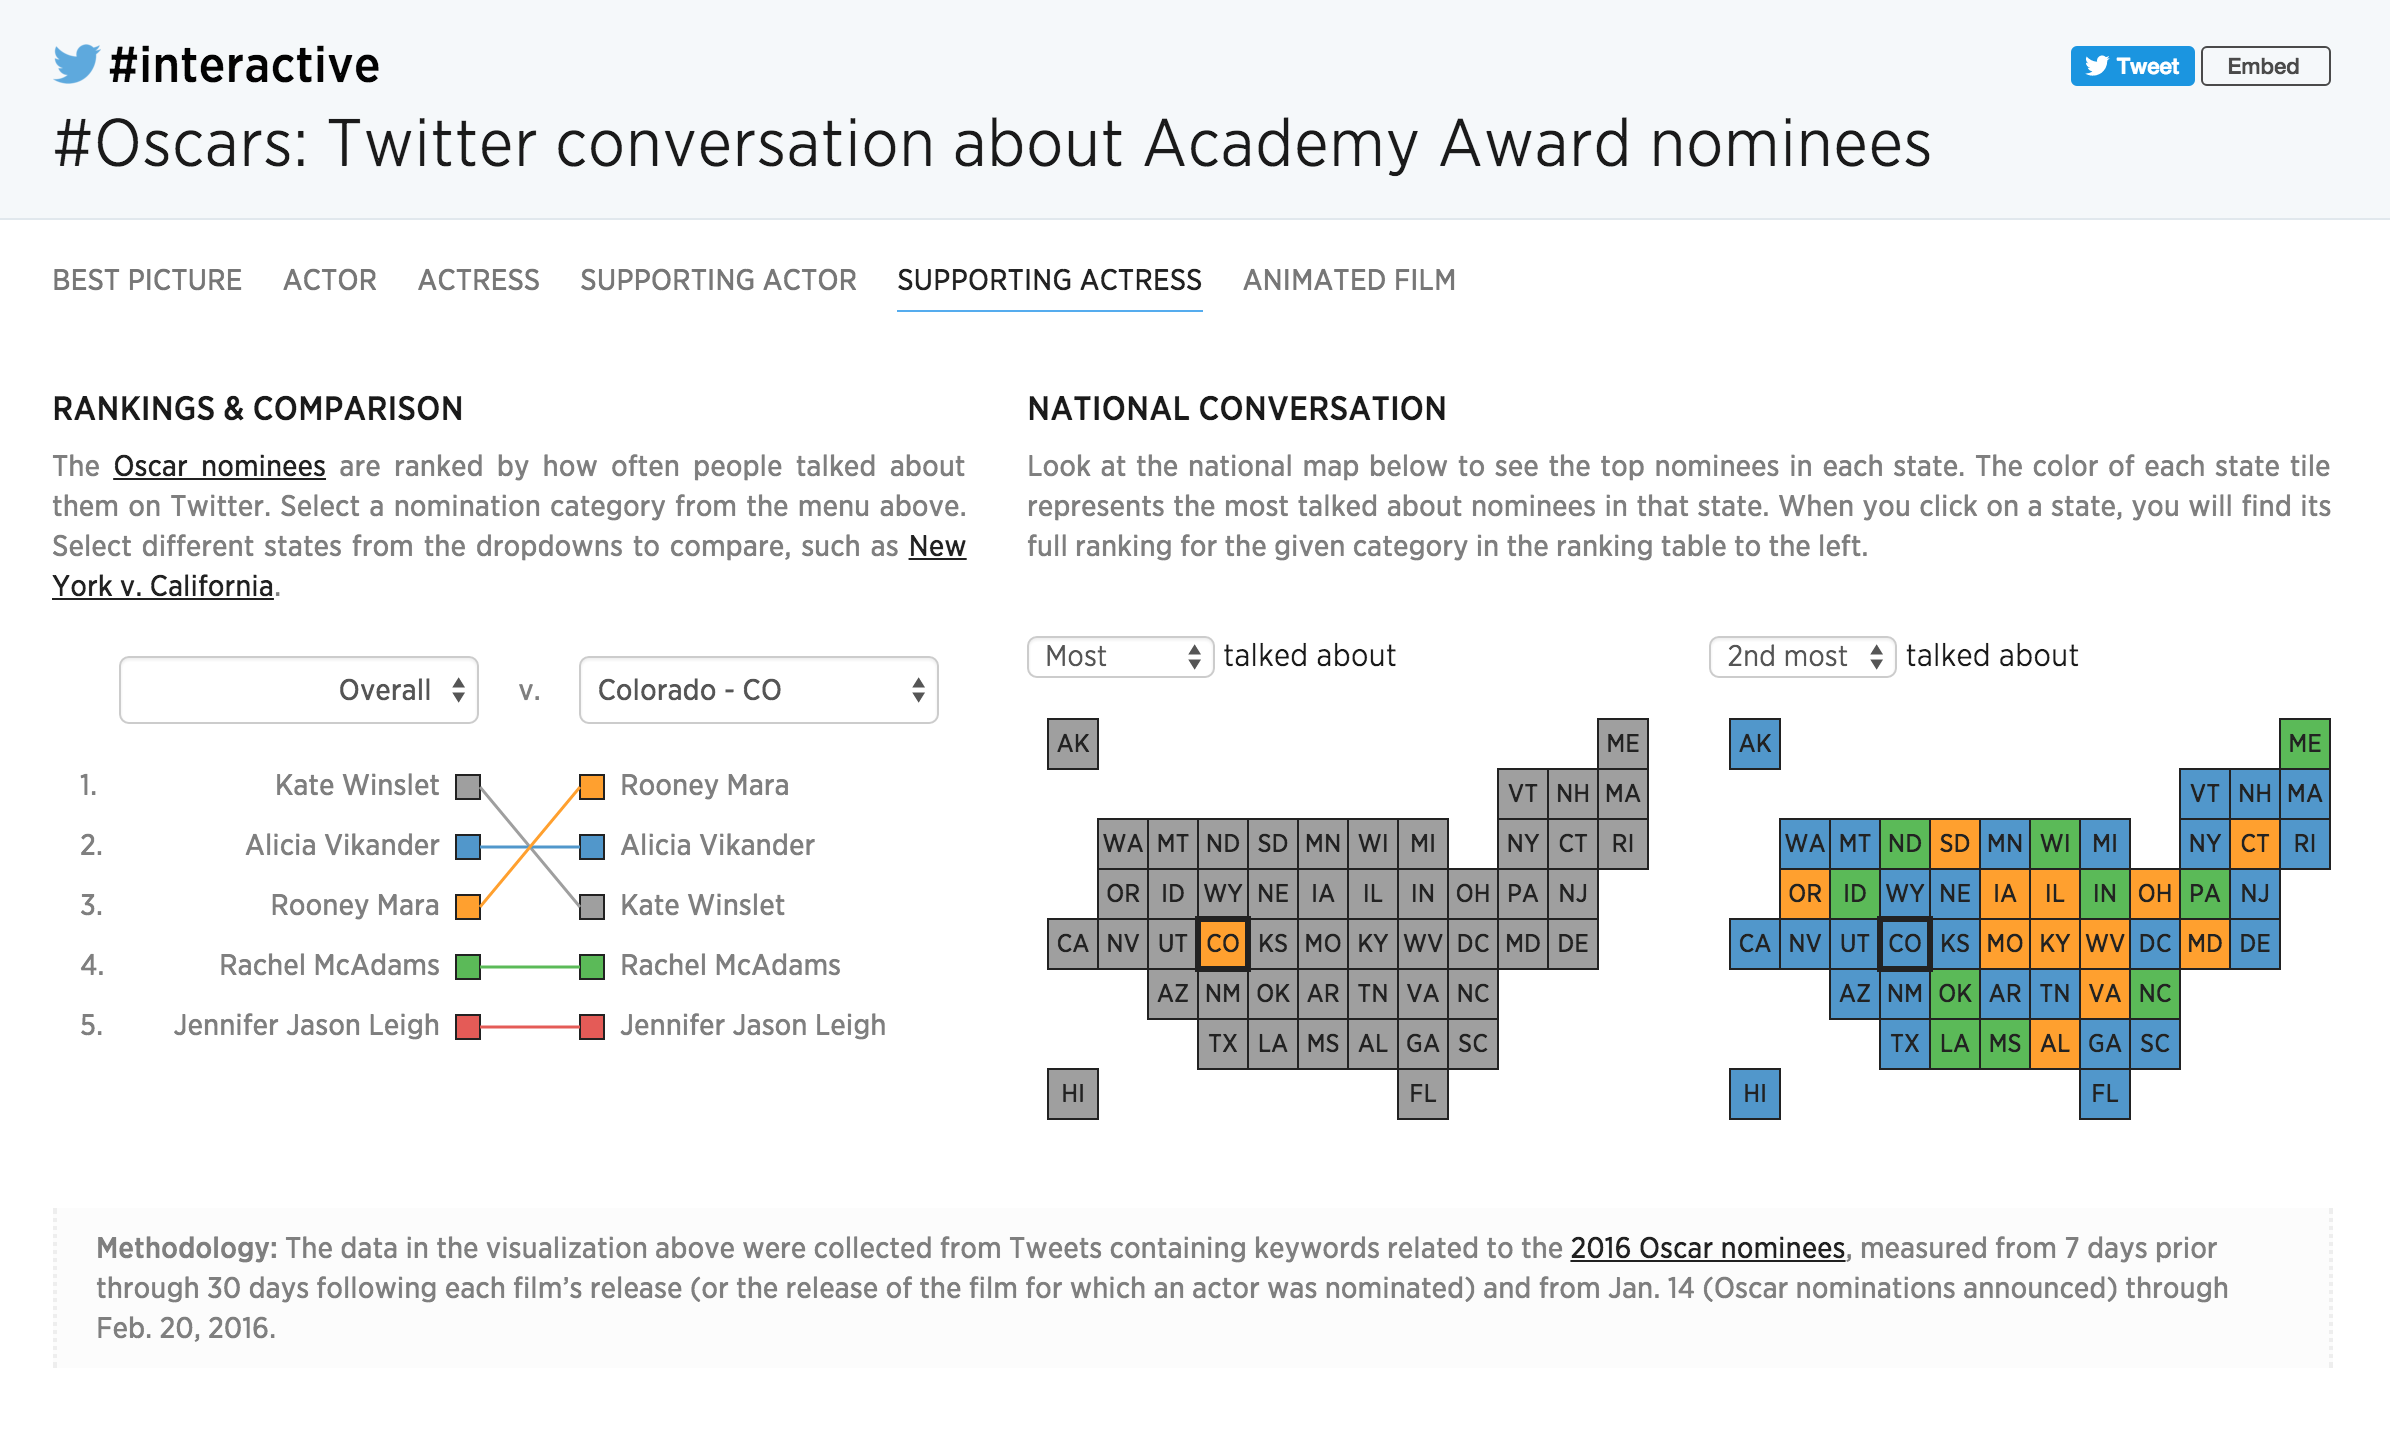 #interactive
Tweet
Embed
#Oscars: Twitter conversation about Academy Award nominees
BEST PICTURE
ACTOR
ACTRESS
SUPPORTING ACTOR
SUPPORTING ACTRESS
ANIMATED FILM
RANKINGS & COMPARISON
The Oscar nominees are ranked by how often people talked about
them on Twitter. Select a nomination category from the menu above.
Select different states from the dropdowns to compare, such as New
York v. California.
Overall v. Colorado - CO
1. Kate Winslet Rooney Mara
2. Alicia Vikander Alicia Vikander
3. Rooney Mara Kate Winslet
4. Rachel McAdams Rachel McAdams
5. Jennifer Jason Leigh Jennifer Jason Leigh
NATIONAL CONVERSATION
Look at the national map below to see the top nominees in each state. The color of each state tile
represents the most talked about nominees in that state. When you click on a state, you will find its
full ranking for the given category in the ranking table to the left.
Most talked about
AK ME
VT NH MA
WA MT ND SD MN WI MI NY CT RI
OR ID WY NE IA IL IN OH PA NJ
CA NV UT CO KS MO KY WV DC MD DE
AZ NM OK AR TN VA NC
TX LA MS AL GA SC
HI FL
2nd most talked about
AK ME
VT NH MA
WA MT ND SD MN WI MI NY CT RI
OR ID WY NE IA IL IN OH PA NJ
CA NV UT CO KS MO KY WV DC MD DE
AZ NM OK AR TN VA NC
TX LA MS AL GA SC
HI FL
Methodology: The data in the visualization above were collected from Tweets containing keywords related to the 2016 Oscar nominees, measured from 7 days prior
through 30 days following each film's release (or the release of the film for which an actor was nominated) and from Jan. 14 (Oscar nominations announced) through
Feb. 20, 2016.